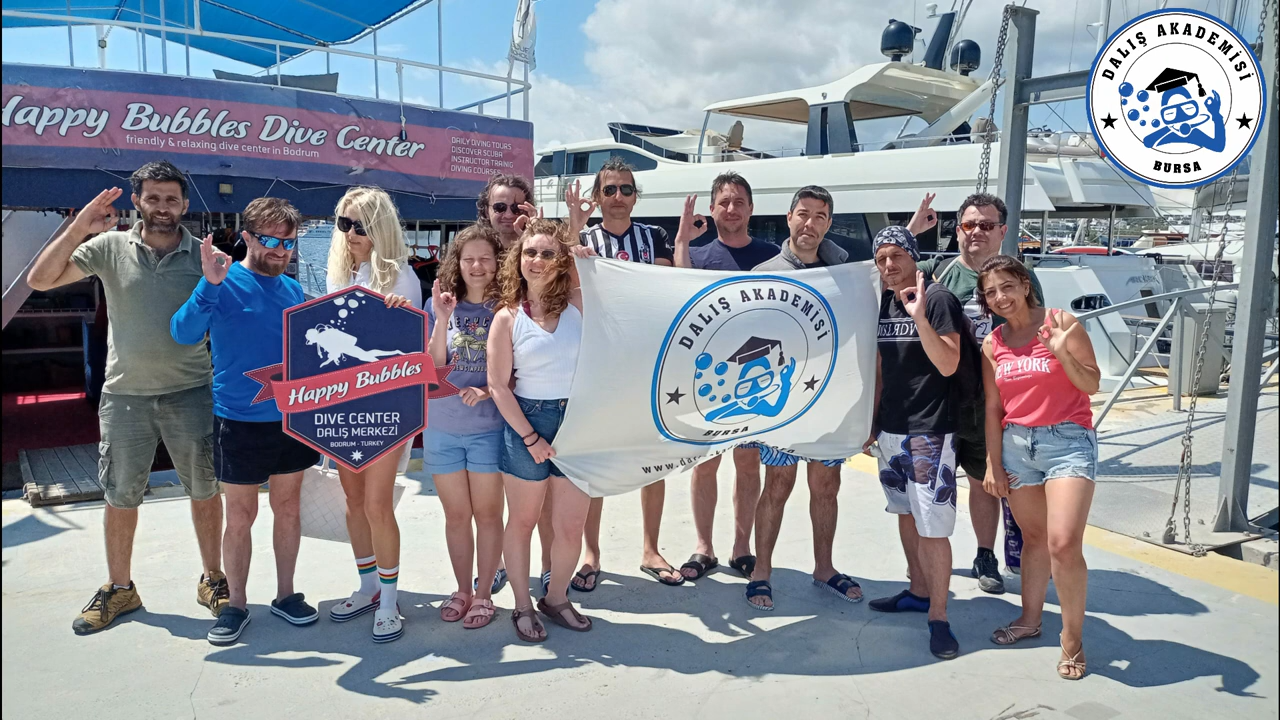 Happy Bubbles Dive Center
friendly & relaxing dive center in Bodrum
DAILY DIVING TOURS
DISCOVER SCUBA
INSTRUCTOR TRAINIG
DIVING COURSES
DALIŞ AKADEMİSİ
BURSA
Happy Bubbles
DIVE CENTER
DALIŞ MERKEZİ
BODRUM - TURKEY
DALIŞ AKADEMİSİ
BURSA
NEW YORK